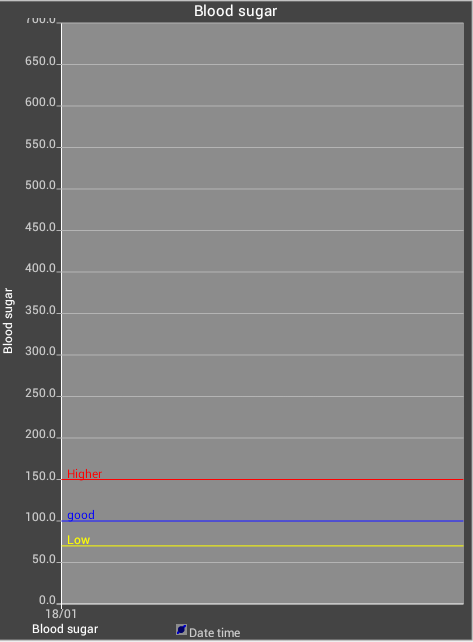 Blood sugar
700.0
650.0
600.0
550.0
500.0
450.0
400.0
350.0
300.0
250.0
200.0
150.0
100.0
50.0
0.0
Blood sugar
Higher
good
Low
18/01
Blood sugar
Date time